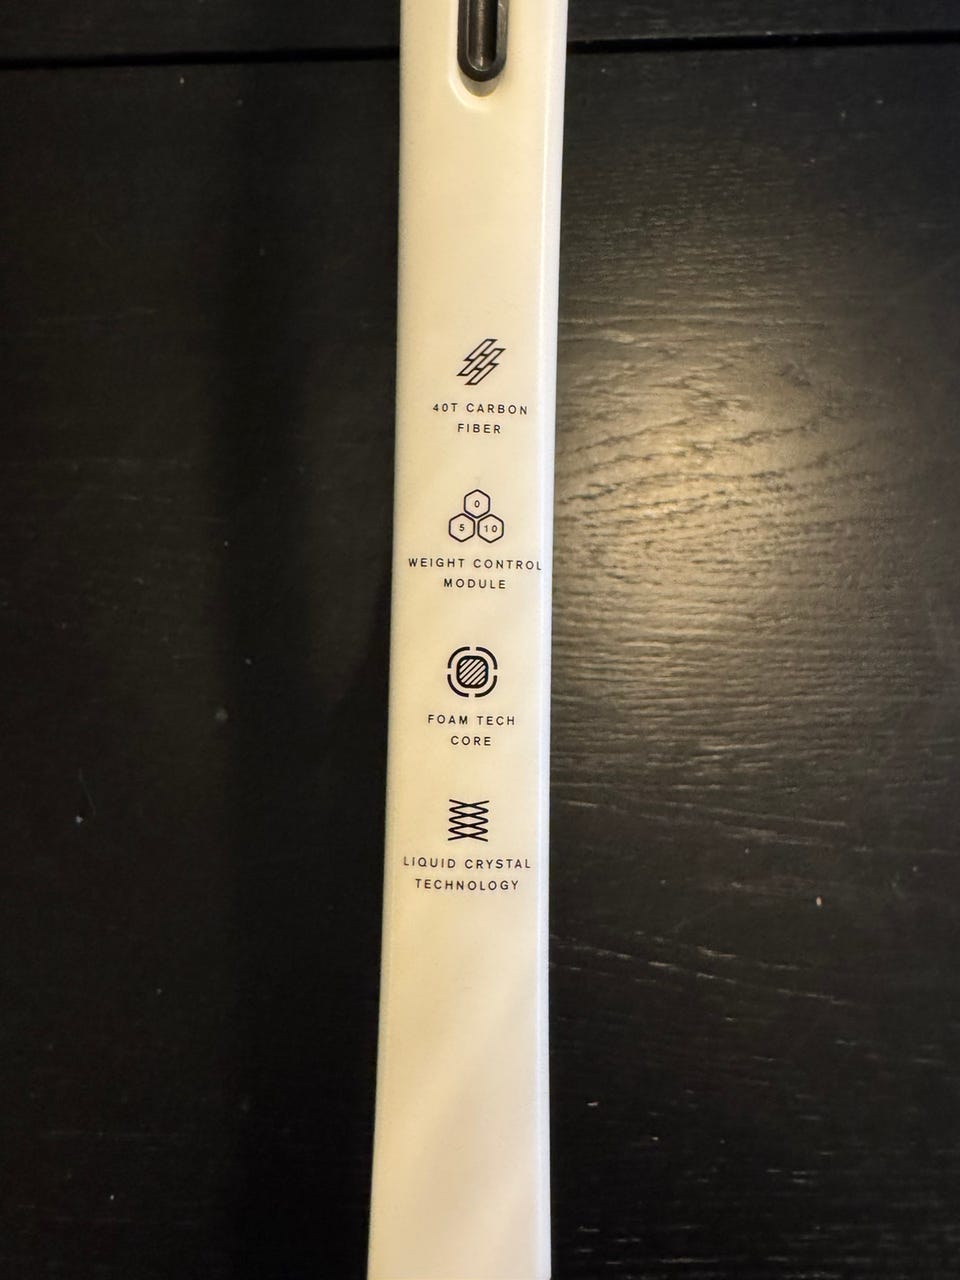 40T CARBON
FIBER
0
5 10
WEIGHT CONTROL
MODULE
FOAM TECH
CORE
LIQUID CRYSTAL
TECHNOLOGY